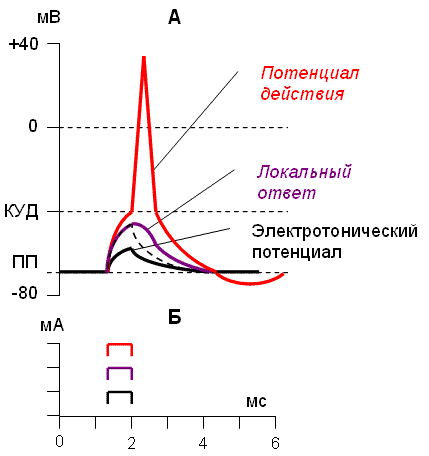 мВ
А
+40
Потенциал
действия
0
Локальный
ответ
КУД
Электротонический
потенциал
ПП
-80
Б
мА
мс
0
2
4
6